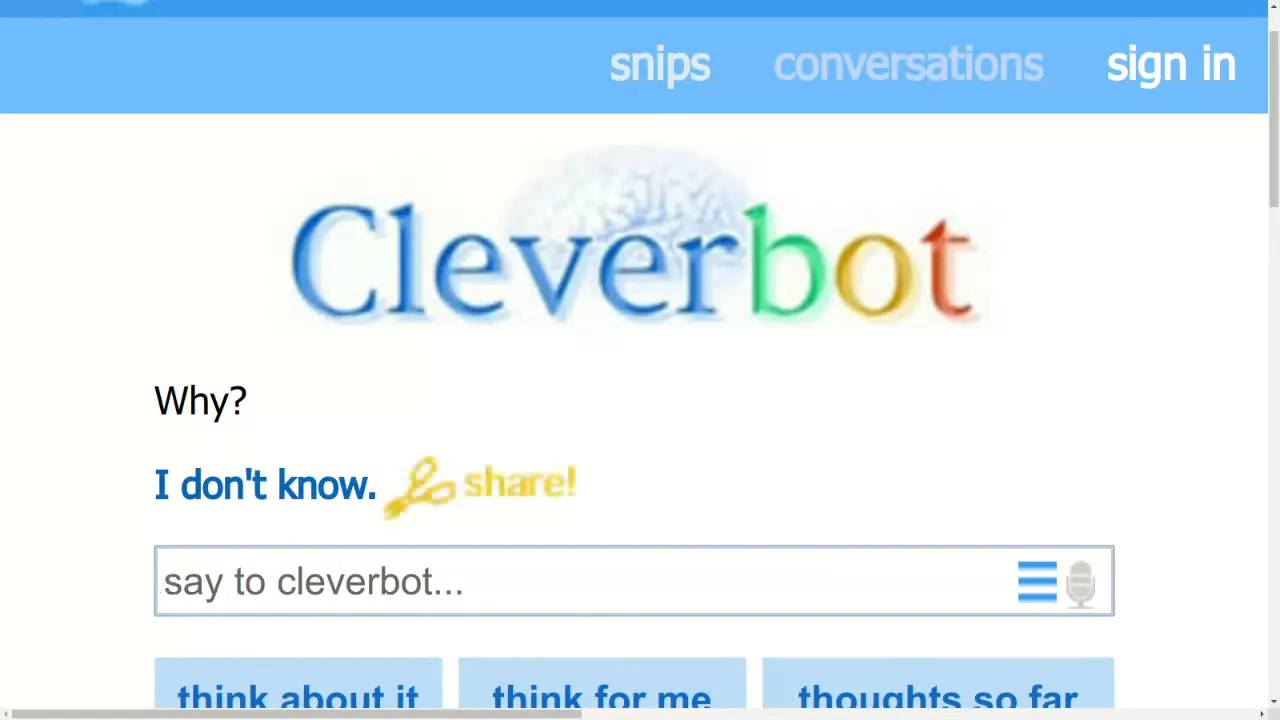 snips conversations sign in
Cleverbot
Why?
I don't know. share!
say to cleverbot...
think about it think for me thoughts so far